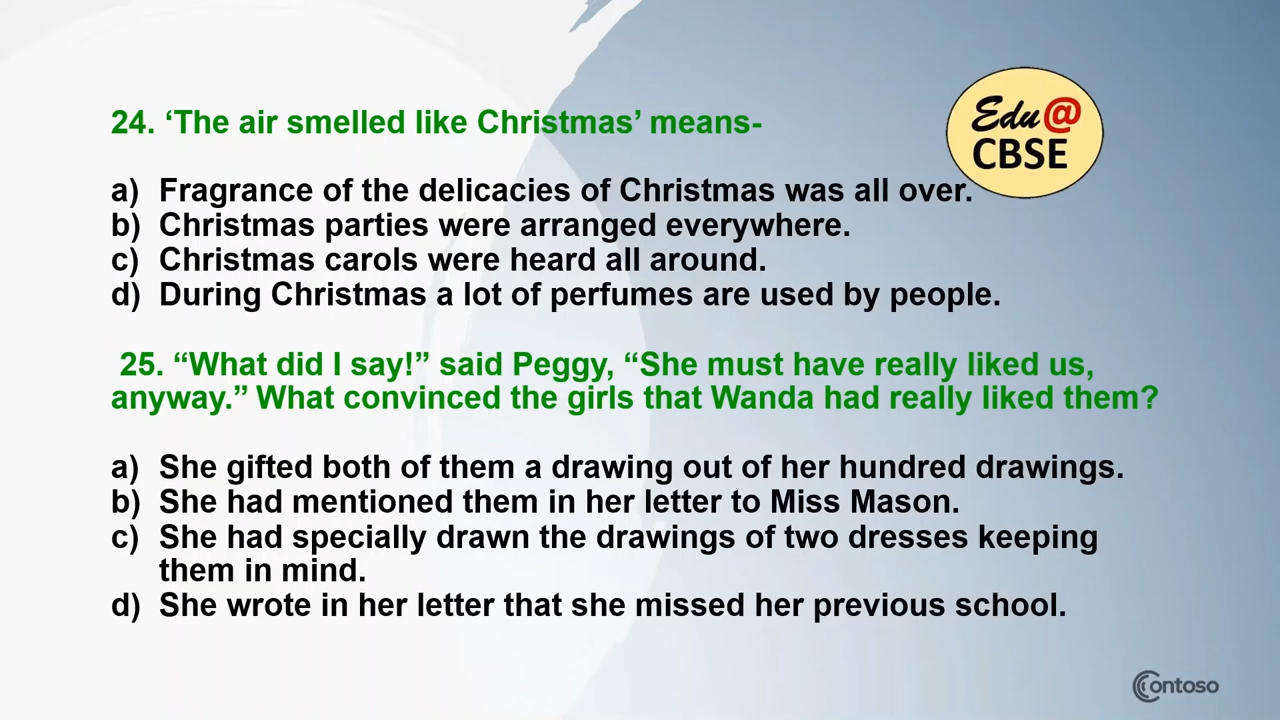 Edu@
CBSE
24. ‘The air smelled like Christmas’ means-
a) Fragrance of the delicacies of Christmas was all over.
b) Christmas parties were arranged everywhere.
c) Christmas carols were heard all around.
d) During Christmas a lot of perfumes are used by people.
25. “What did I say!” said Peggy, “She must have really liked us,
anyway.” What convinced the girls that Wanda had really liked them?
a) She gifted both of them a drawing out of her hundred drawings.
b) She had mentioned them in her letter to Miss Mason.
c) She had specially drawn the drawings of two dresses keeping
them in mind.
d) She wrote in her letter that she missed her previous school.
Contoso